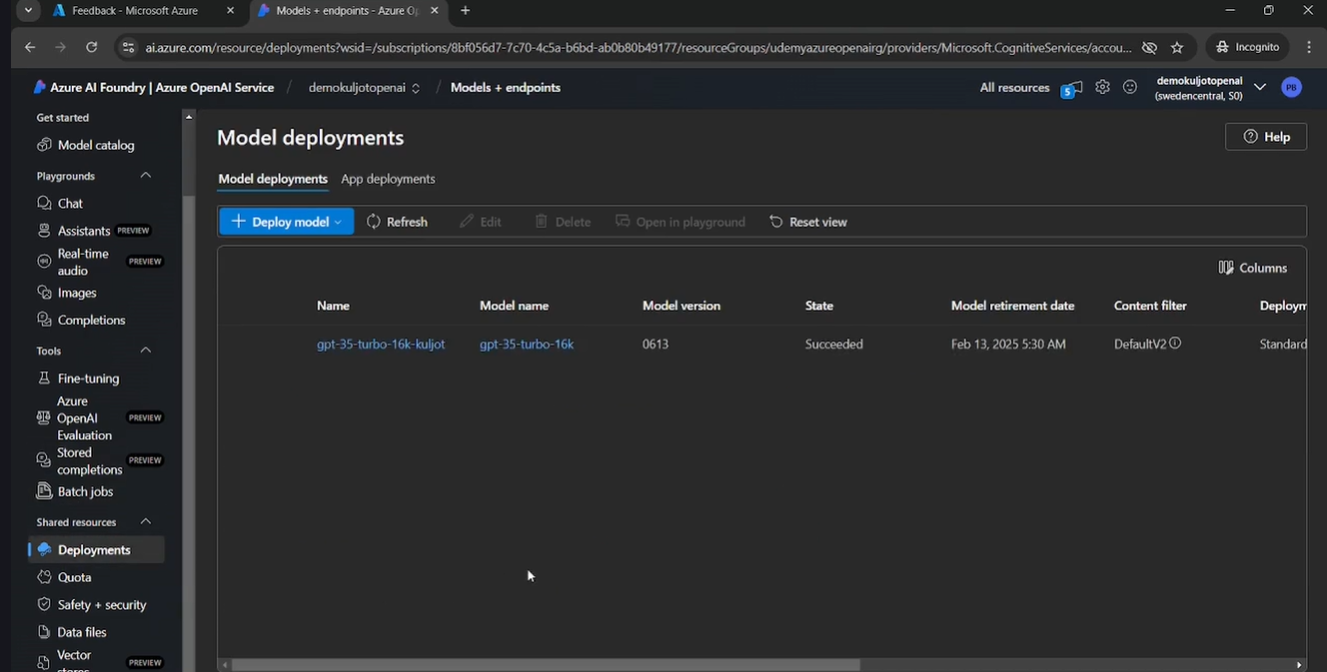 Feedback - Microsoft Azure
Models + endpoints - Azure Op
ai.azure.com/resource/deployments?wsid=/subscriptions/8bf056d7-7c70-4c5a-b6bd-ab0b80b49177/resourceGroups/udemyazureopenairg/providers/Microsoft.CognitiveServices/accou...
Incognito
Azure AI Foundry | Azure OpenAI Service / demokuljotopenai / Models + endpoints
All resources
5
demokuljotopenai
(swedencentral, S0)
PB
Get started
Model catalog
Playgrounds
Chat
Assistants PREVIEW
Real-time
audio
PREVIEW
Images
Completions
Tools
Fine-tuning
Azure
OpenAI
Evaluation
PREVIEW
Stored
completions
PREVIEW
Batch jobs
Shared resources
Deployments
Quota
Safety + security
Data files
Vector
stores
PREVIEW
Model deployments
Help
Model deployments App deployments
+ Deploy model Refresh Edit Delete Open in playground Reset view
Columns
Name Model name Model version State Model retirement date Content filter Deploym
gpt-35-turbo-16k-kuljot gpt-35-turbo-16k 0613 Succeeded Feb 13, 2025 5:30 AM DefaultV2 Standard